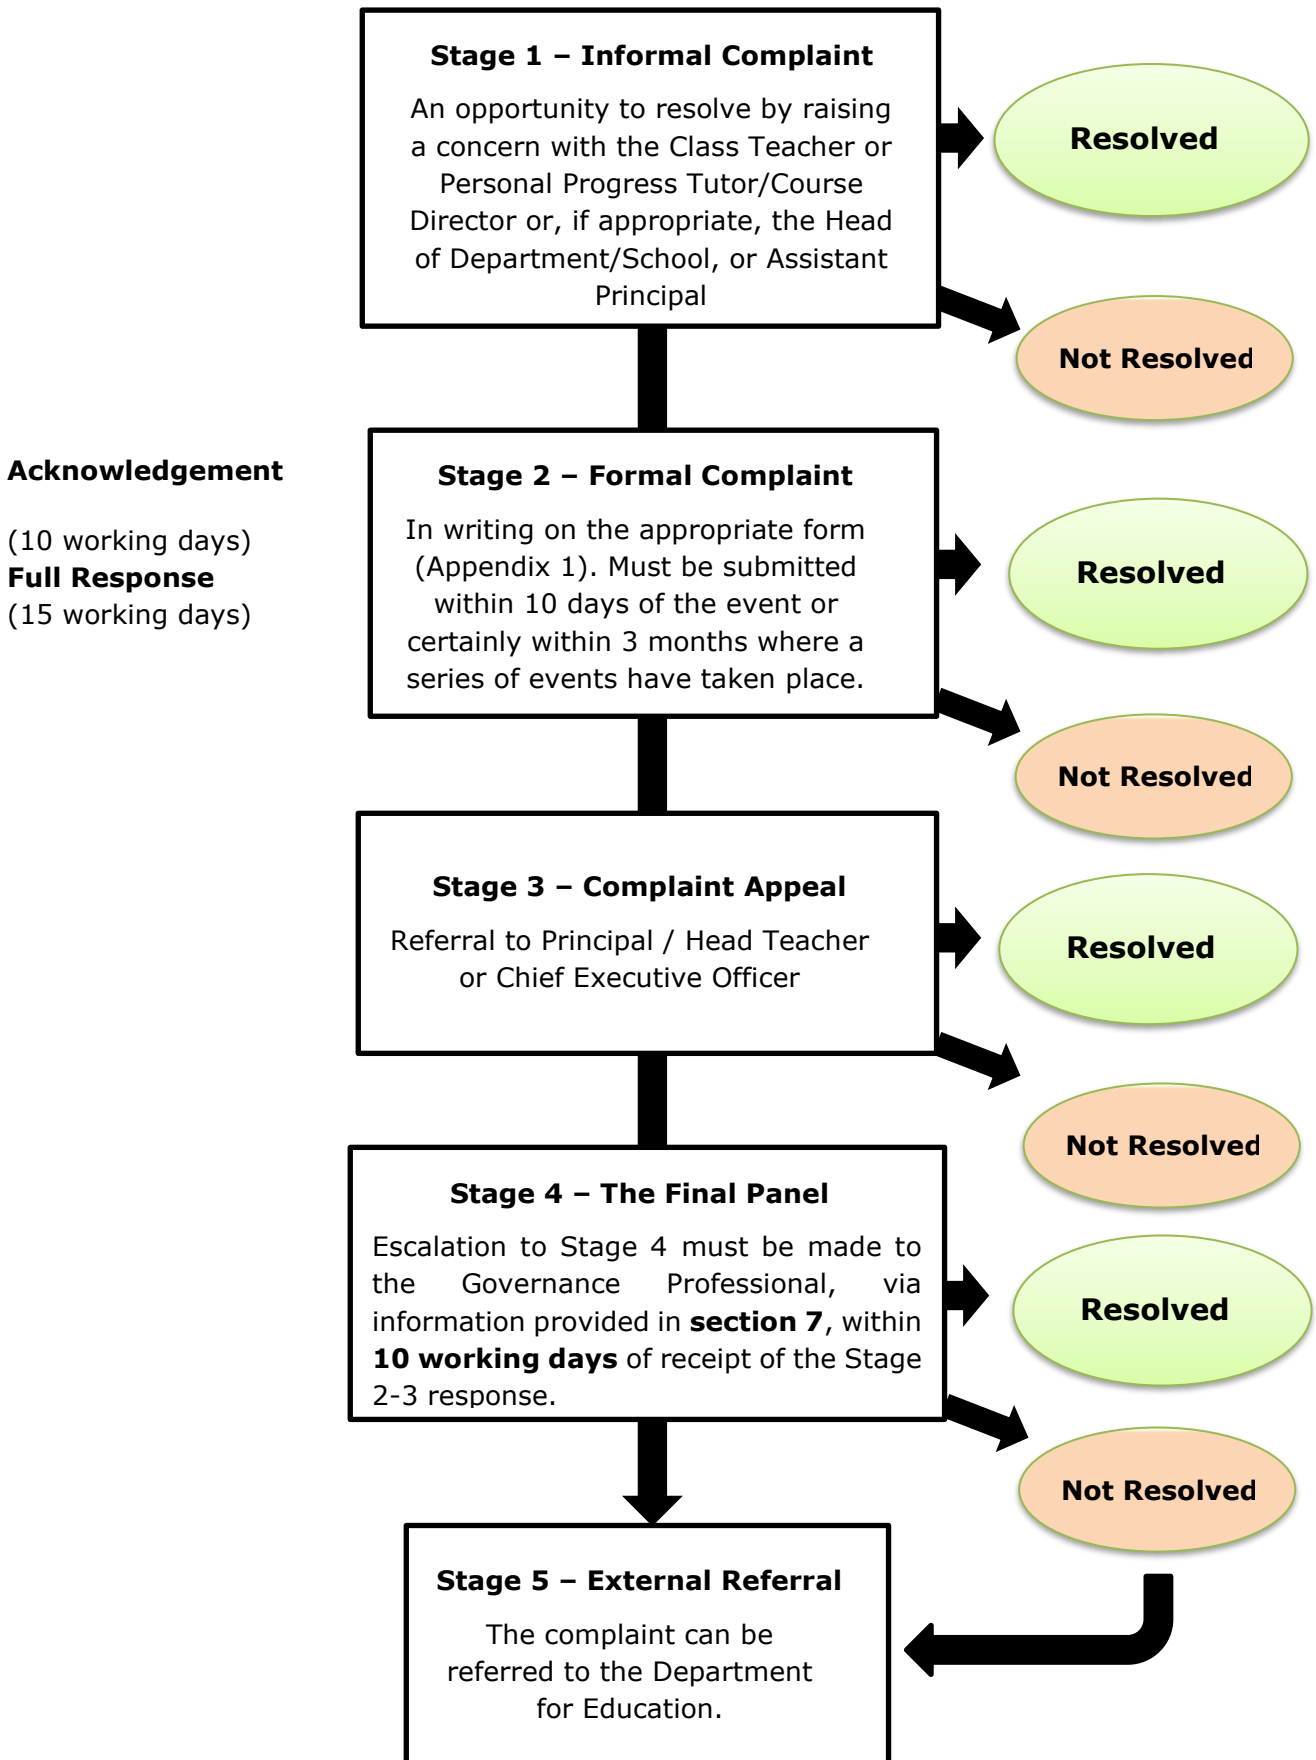 Stage 1 – Informal Complaint
An opportunity to resolve by raising
a concern with the Class Teacher or
Personal Progress Tutor/Course
Director or, if appropriate, the Head
of Department/School, or Assistant
Principal
Resolved
Not Resolved
Acknowledgement
(10 working days)
Full Response
(15 working days)
Stage 2 – Formal Complaint
In writing on the appropriate form
(Appendix 1). Must be submitted
within 10 days of the event or
certainly within 3 months where a
series of events have taken place.
Resolved
Not Resolved
Stage 3 – Complaint Appeal
Referral to Principal / Head Teacher
or Chief Executive Officer
Resolved
Not Resolved
Stage 4 – The Final Panel
Escalation to Stage 4 must be made to
the Governance Professional, via
information provided in section 7, within
10 working days of receipt of the Stage
2-3 response.
Resolved
Not Resolved
Stage 5 – External Referral
The complaint can be
referred to the Department
for Education.